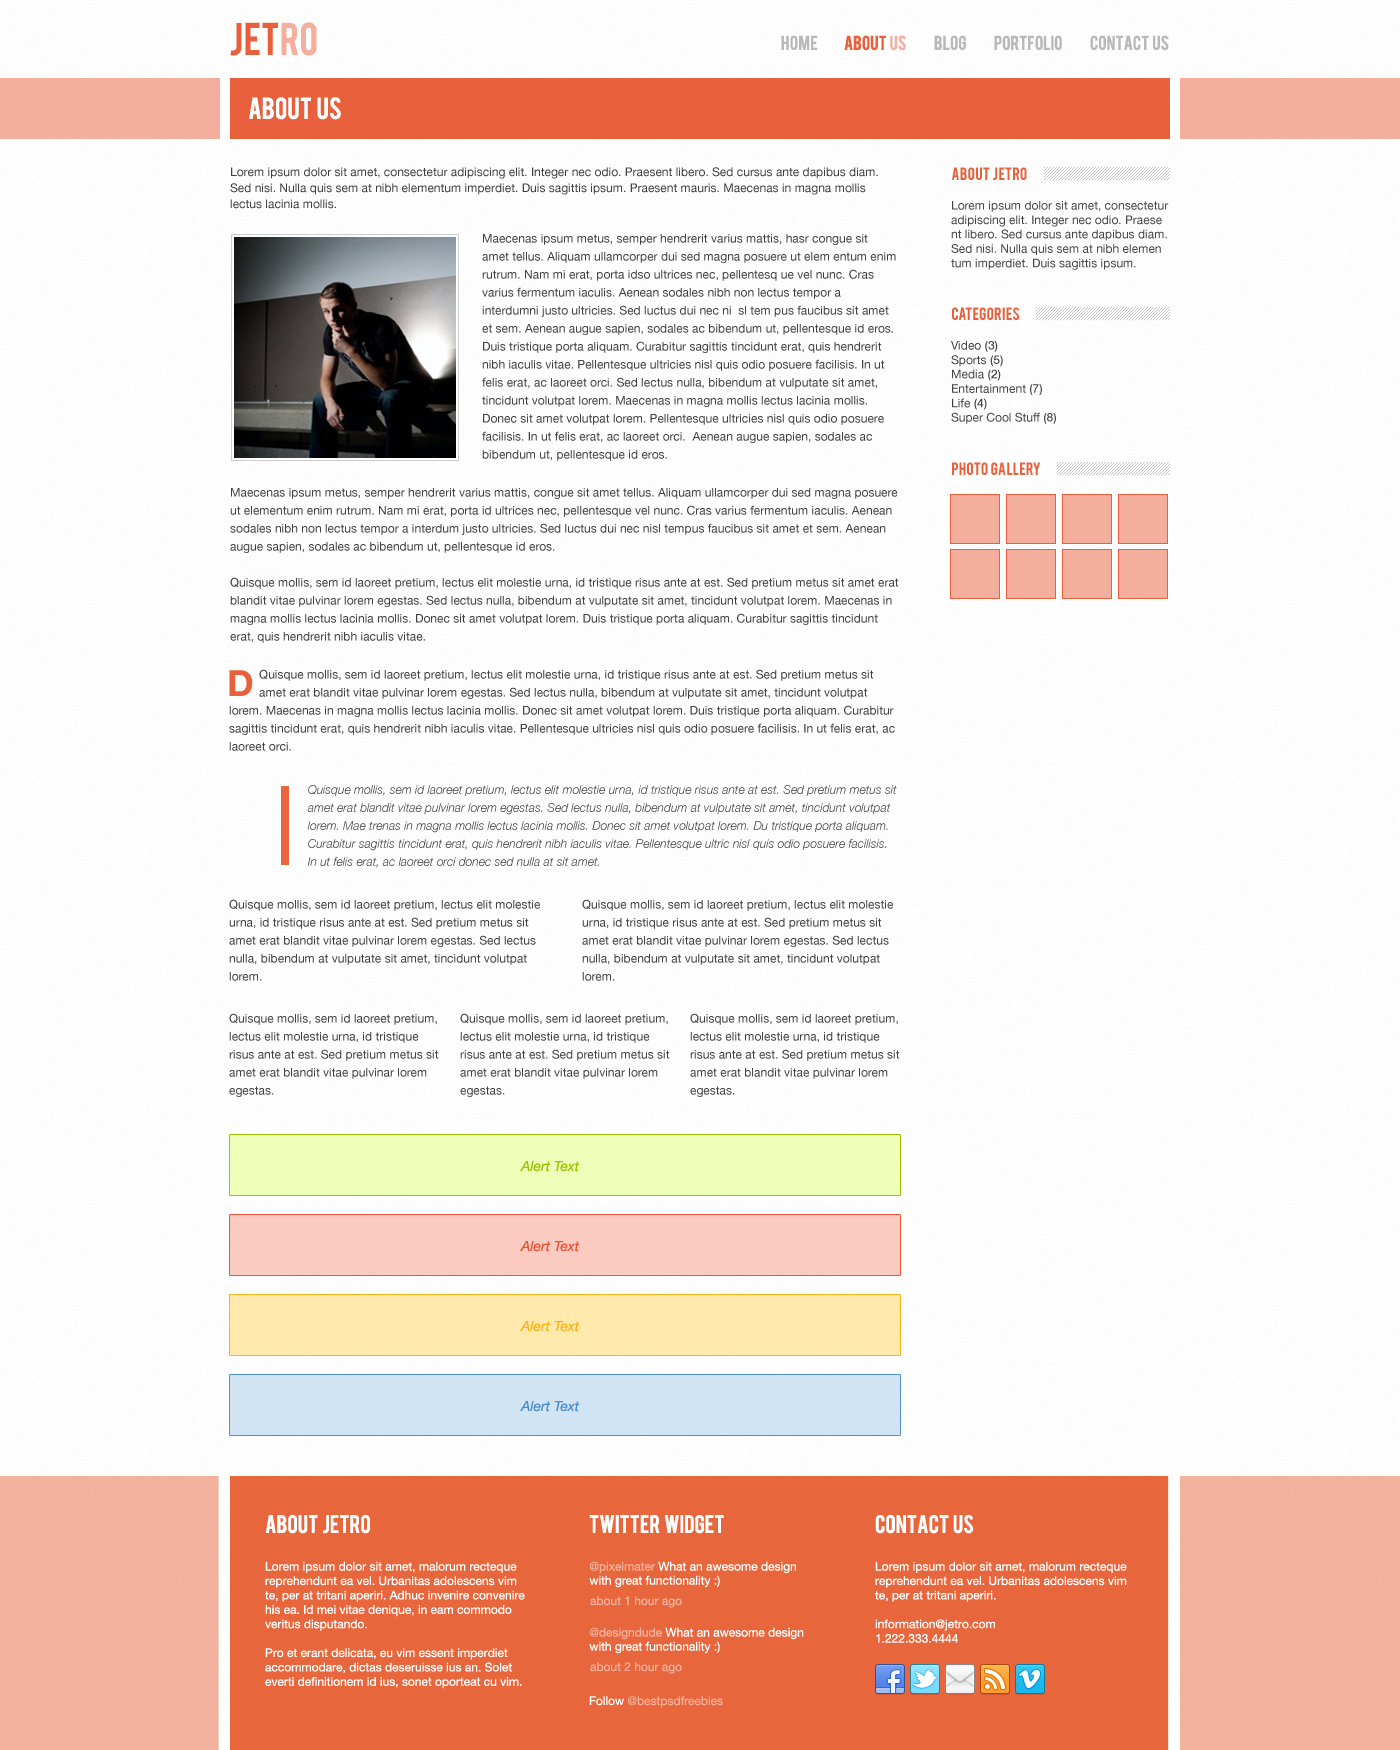 JETRO
HOME ABOUT US BLOG PORTFOLIO CONTACT US
ABOUT US
Lorem ipsum dolor sit amet, consectetur adipiscing elit. Integer nec odio. Praesent libero. Sed cursus ante dapibus diam.
Sed nisi. Nulla quis sem at nibh elementum imperdiet. Duis sagittis ipsum. Praesent mauris. Maecenas in magna mollis
lectus lacinia mollis.
Maecenas ipsum metus, semper hendrerit varius mattis, hasr congue sit
amet tellus. Aliquam ullamcorper dui sed magna posuere ut elem entum enim
rutrum. Nam mi erat, porta idso ultrices nec, pellentesq ue vel nunc. Cras
varius fermentum iaculis. Aenean sodales nibh non lectus tempor a
interdumni justo ultricies. Sed luctus dui nec ni  sl tem pus faucibus sit amet
et sem. Aenean augue sapien, sodales ac bibendum ut, pellentesque id eros.
Duis tristique porta aliquam. Curabitur sagittis tincidunt erat, quis hendrerit
nibh iaculis vitae. Pellentesque ultricies nisl quis odio posuere facilisis. In ut
felis erat, ac laoreet orci. Sed lectus nulla, bibendum at vulputate sit amet,
tincidunt volutpat lorem. Maecenas in magna mollis lectus lacinia mollis.
Donec sit amet volutpat lorem. Pellentesque ultricies nisl quis odio posuere
facilisis. In ut felis erat, ac laoreet orci.  Aenean augue sapien, sodales ac
bibendum ut, pellentesque id eros.
Maecenas ipsum metus, semper hendrerit varius mattis, congue sit amet tellus. Aliquam ullamcorper dui sed magna posuere
ut elementum enim rutrum. Nam mi erat, porta id ultrices nec, pellentesque vel nunc. Cras varius fermentum iaculis. Aenean
sodales nibh non lectus tempor a interdum justo ultricies. Sed luctus dui nec nisl tempus faucibus sit amet et sem. Aenean
augue sapien, sodales ac bibendum ut, pellentesque id eros.
Quisque mollis, sem id laoreet pretium, lectus elit molestie urna, id tristique risus ante at est. Sed pretium metus sit amet erat
blandit vitae pulvinar lorem egestas. Sed lectus nulla, bibendum at vulputate sit amet, tincidunt volutpat lorem. Maecenas in
magna mollis lectus lacinia mollis. Donec sit amet volutpat lorem. Duis tristique porta aliquam. Curabitur sagittis tincidunt
erat, quis hendrerit nibh iaculis vitae.
D Quisque mollis, sem id laoreet pretium, lectus elit molestie urna, id tristique risus ante at est. Sed pretium metus sit
amet erat blandit vitae pulvinar lorem egestas. Sed lectus nulla, bibendum at vulputate sit amet, tincidunt volutpat
lorem. Maecenas in magna mollis lectus lacinia mollis. Donec sit amet volutpat lorem. Duis tristique porta aliquam. Curabitur
sagittis tincidunt erat, quis hendrerit nibh iaculis vitae. Pellentesque ultricies nisl quis odio posuere facilisis. In ut felis erat, ac
laoreet orci.
Quisque mollis, sem id laoreet pretium, lectus elit molestie urna, id tristique risus ante at est. Sed pretium metus sit
amet erat blandit vitae pulvinar lorem egestas. Sed lectus nulla, bibendum at vulputate sit amet, tincidunt volutpat
lorem. Mae trenas in magna mollis lectus lacinia mollis. Donec sit amet volutpat lorem. Du tristique porta aliquam.
Curabitur sagittis tincidunt erat, quis hendrerit nibh iaculis vitae. Pellentesque ultric nisl quis odio posuere facilisis.
In ut felis erat, ac laoreet orci donec sed nulla at sit amet.
Quisque mollis, sem id laoreet pretium, lectus elit molestie
urna, id tristique risus ante at est. Sed pretium metus sit
amet erat blandit vitae pulvinar lorem egestas. Sed lectus
nulla, bibendum at vulputate sit amet, tincidunt volutpat
lorem.
Quisque mollis, sem id laoreet pretium, lectus elit molestie
urna, id tristique risus ante at est. Sed pretium metus sit
amet erat blandit vitae pulvinar lorem egestas. Sed lectus
nulla, bibendum at vulputate sit amet, tincidunt volutpat
lorem.
Quisque mollis, sem id laoreet pretium,
lectus elit molestie urna, id tristique
risus ante at est. Sed pretium metus sit
amet erat blandit vitae pulvinar lorem
egestas.
Quisque mollis, sem id laoreet pretium,
lectus elit molestie urna, id tristique
risus ante at est. Sed pretium metus sit
amet erat blandit vitae pulvinar lorem
egestas.
Quisque mollis, sem id laoreet pretium,
lectus elit molestie urna, id tristique
risus ante at est. Sed pretium metus sit
amet erat blandit vitae pulvinar lorem
egestas.
Alert Text
Alert Text
Alert Text
Alert Text
ABOUT JETRO
Lorem ipsum dolor sit amet, consectetur
adipiscing elit. Integer nec odio. Praese
nt libero. Sed cursus ante dapibus diam.
Sed nisi. Nulla quis sem at nibh elemen
tum imperdiet. Duis sagittis ipsum.
CATEGORIES
Video (3)
Sports (5)
Media (2)
Entertainment (7)
Life (4)
Super Cool Stuff (8)
PHOTO GALLERY
ABOUT JETRO
Lorem ipsum dolor sit amet, malorum recteque
reprehendunt ea vel. Urbanitas adolescens vim
te, per at tritani aperiri. Adhuc invenire convenire
his ea. Id mei vitae denique, in eam commodo
veritus disputando.
Pro et erant delicata, eu vim essent imperdiet
accommodare, dictas deseruisse ius an. Solet
everti definitionem id ius, sonet oporteat cu vim.
TWITTER WIDGET
@pixelmater What an awesome design
with great functionality :)
about 1 hour ago
@designdude What an awesome design
with great functionality :)
about 2 hour ago
Follow @bestpsdfreebies
CONTACT US
Lorem ipsum dolor sit amet, malorum recteque
reprehendunt ea vel. Urbanitas adolescens vim
te, per at tritani aperiri.
information@jetro.com
1.222.333.4444